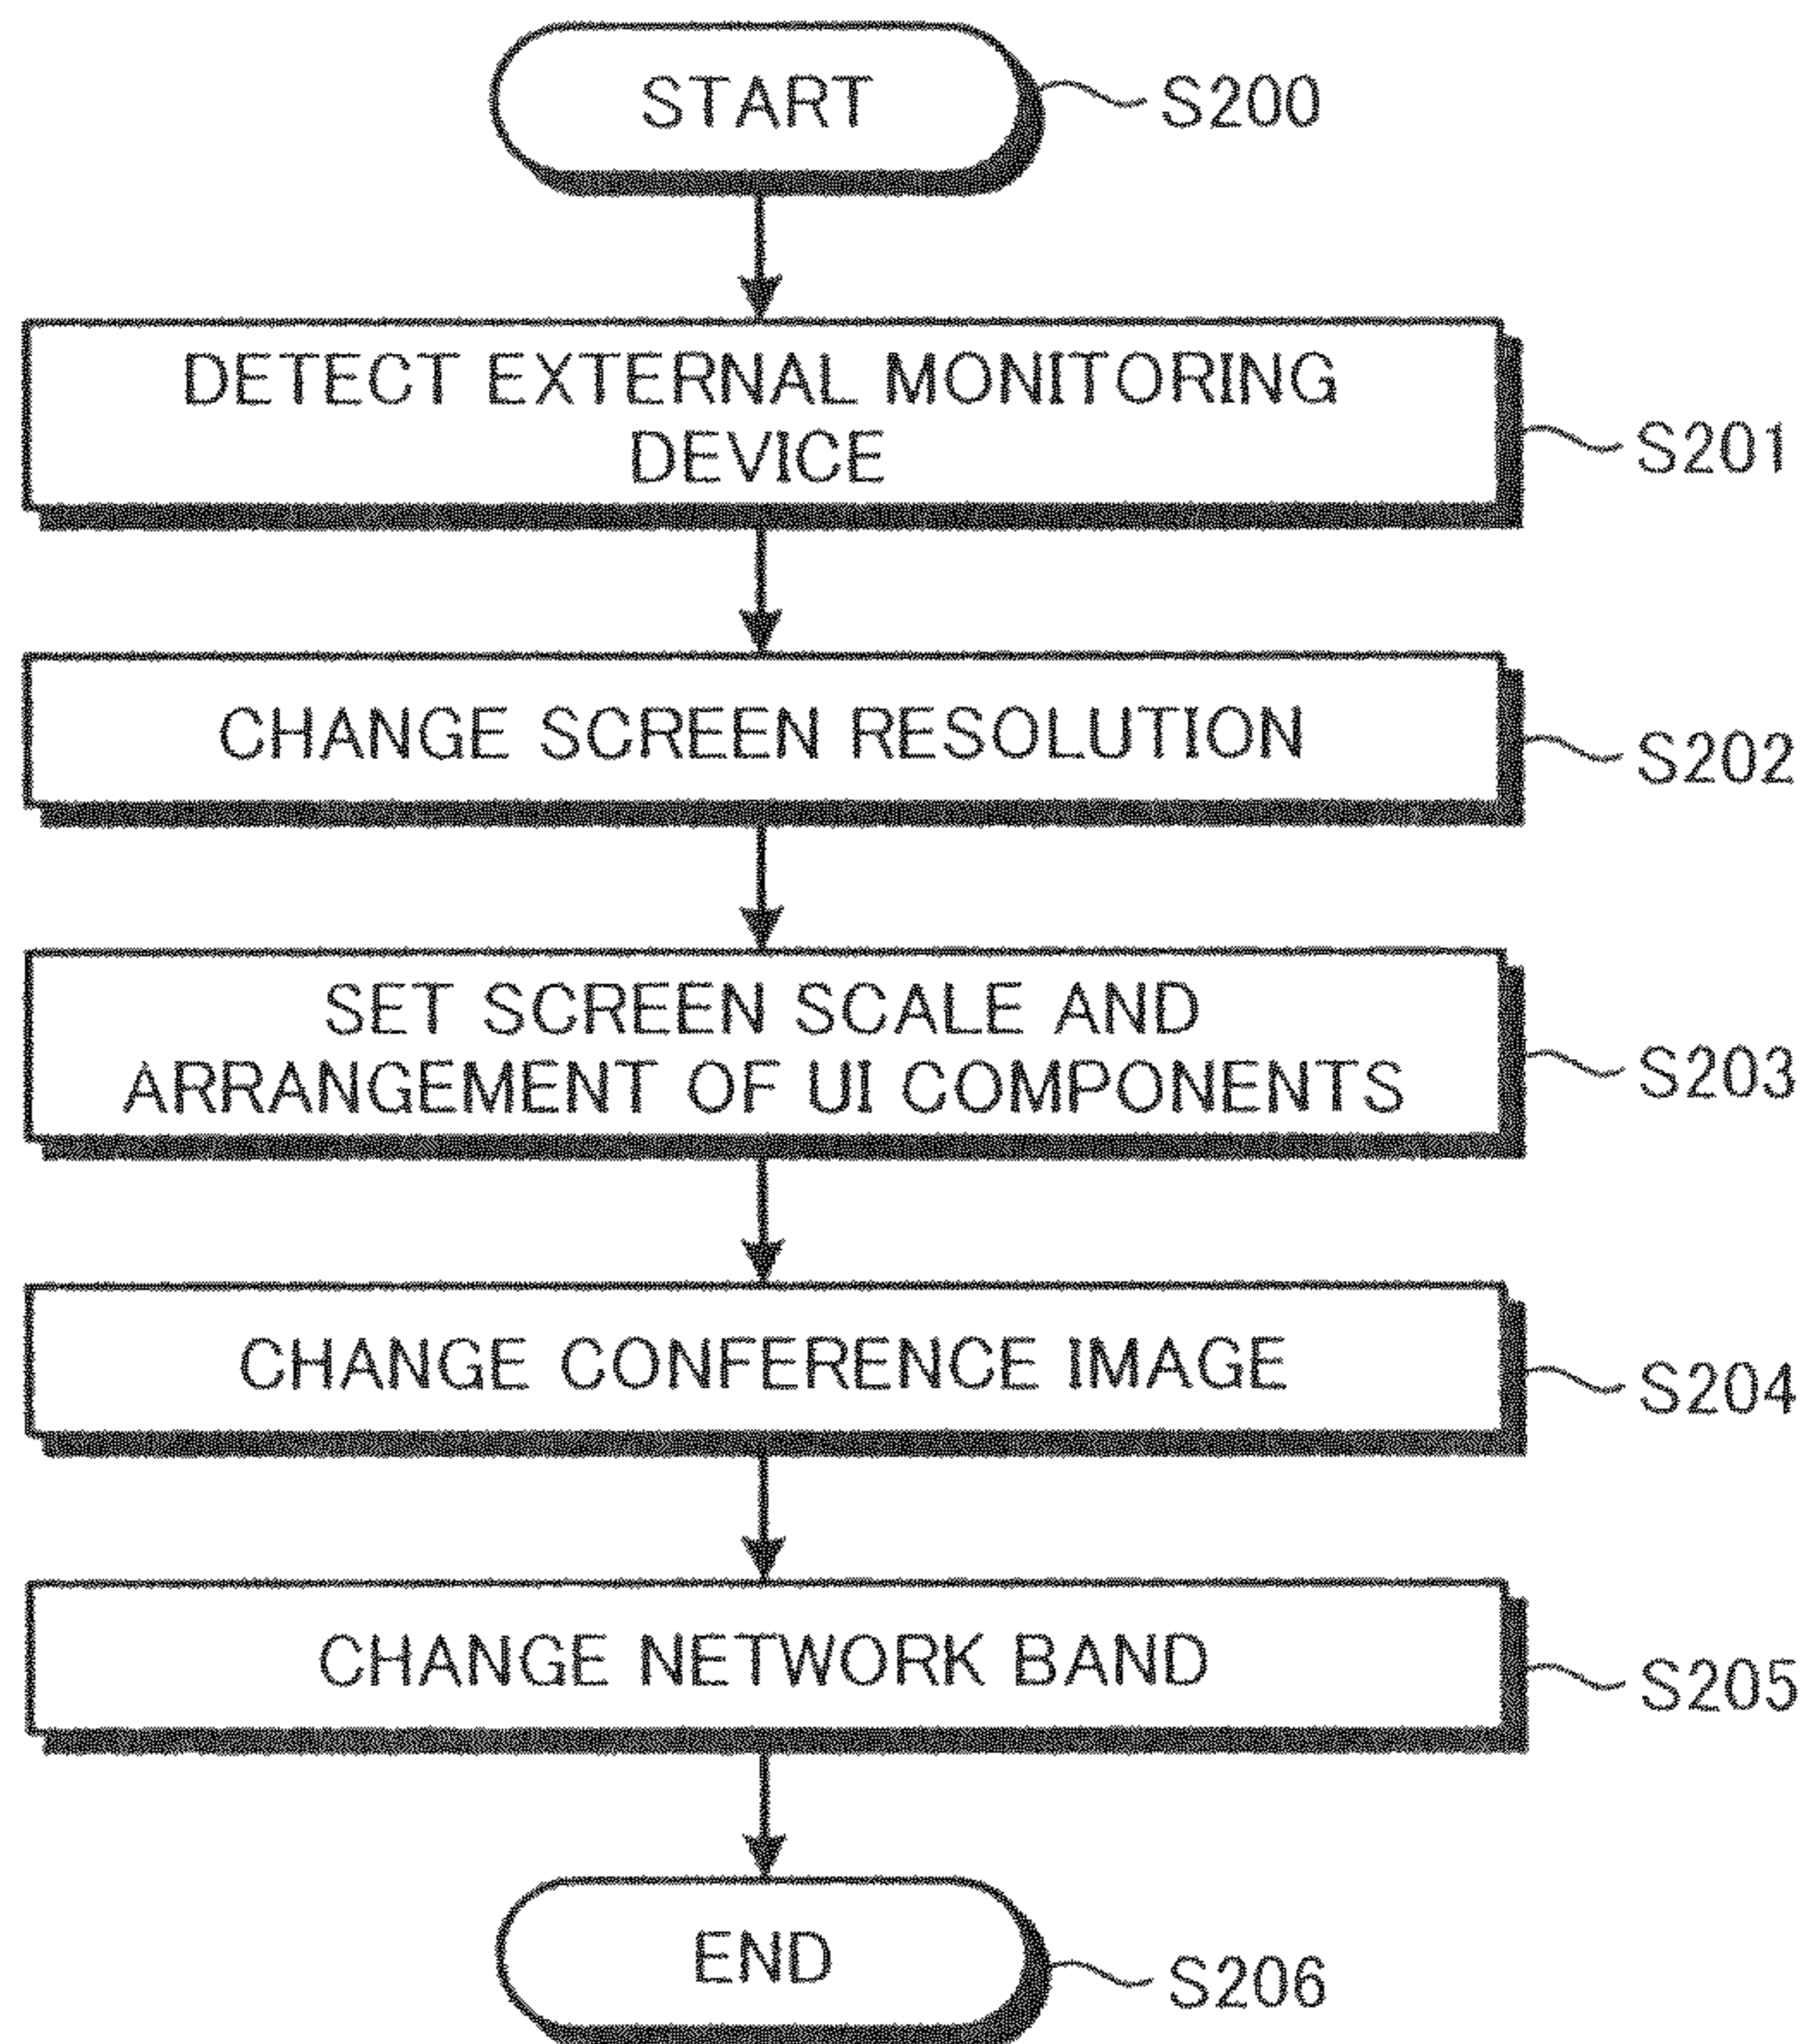 START
S200
DETECT EXTERNAL MONITORING
DEVICE
S201
CHANGE SCREEN RESOLUTION
S202
SET SCREEN SCALE AND
ARRANGEMENT OF UI COMPONENTS
S203
CHANGE CONFERENCE IMAGE
S204
CHANGE NETWORK BAND
S205
END
S206